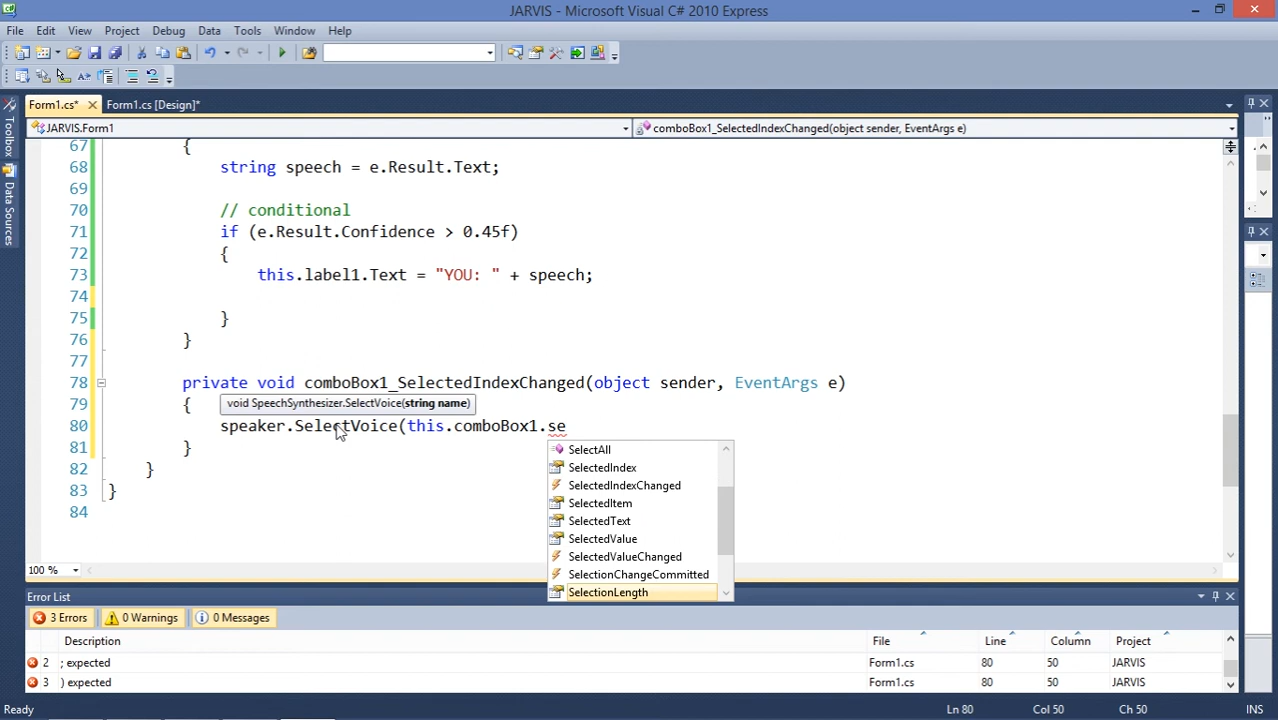 JARVIS - Microsoft Visual C# 2010 Express
File Edit View Project Debug Data Tools Window Help
Form1.cs* Form1.cs [Design]*
JARVIS.Form1 comboBox1_SelectedIndexChanged(object sender, EventArgs e)
Toolbox
Data Sources
67 {
68 string speech = e.Result.Text;
69
70 // conditional
71 if (e.Result.Confidence > 0.45f)
72 {
73 this.label1.Text = "YOU: " + speech;
74
75 }
76 }
77
78 private void comboBox1_SelectedIndexChanged(object sender, EventArgs e)
79 {
void SpeechSynthesizer.SelectVoice(string name)
80 speaker.SelectVoice(this.comboBox1.se
81 }
82 }
83 }
84
SelectAll
SelectedIndex
SelectedIndexChanged
SelectedItem
SelectedText
SelectedValue
SelectedValueChanged
SelectionChangeCommitted
SelectionLength
100 %
Error List
3 Errors 0 Warnings 0 Messages
Description File Line Column Project
2 ; expected Form1.cs 80 50 JARVIS
3 ) expected Form1.cs 80 50 JARVIS
Ready Ln 80 Col 50 Ch 50 INS